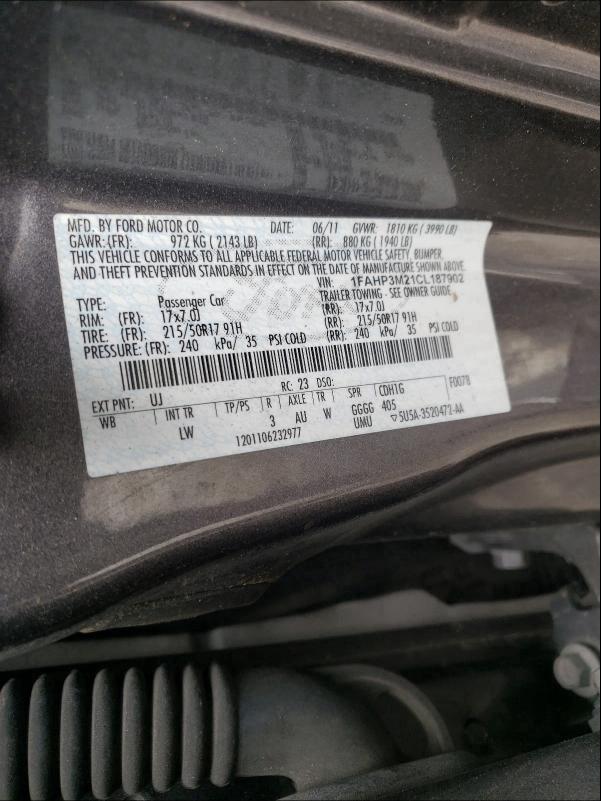 MFD. BY FORD MOTOR CO. DATE: 06/11 GVWR: 1810 KG ( 3990 LB)
GAWR:(FR): 972 KG ( 2143 LB) (RR): 880 KG ( 1940 LB)
THIS VEHICLE CONFORMS TO ALL APPLICABLE FEDERAL MOTOR VEHICLE SAFETY, BUMPER,
AND THEFT PREVENTION STANDARDS IN EFFECT ON THE DATE OF MANUFACTURE SHOWN ABOVE.
VIN: 1FAHP3M21CL187902
TYPE: Passenger Car TRAILER TOWING - SEE OWNER GUIDE
RIM: (FR): 17x7.0J (RR): 17x7.0J
TIRE: (FR): 215/50R17 91H (RR): 215/50R17 91H
PRESSURE: (FR): 240 kPa/ 35 PSI COLD (RR): 240 kPa/ 35 PSI COLD
EXT PNT: UJ RC: 23 DSO: F0078
WB INT TR TP/PS R AXLE TR SPR CDH1G
LW 3 AU W GGGG 405
1201106232977 UMU ▽5U5A-3520472-AA